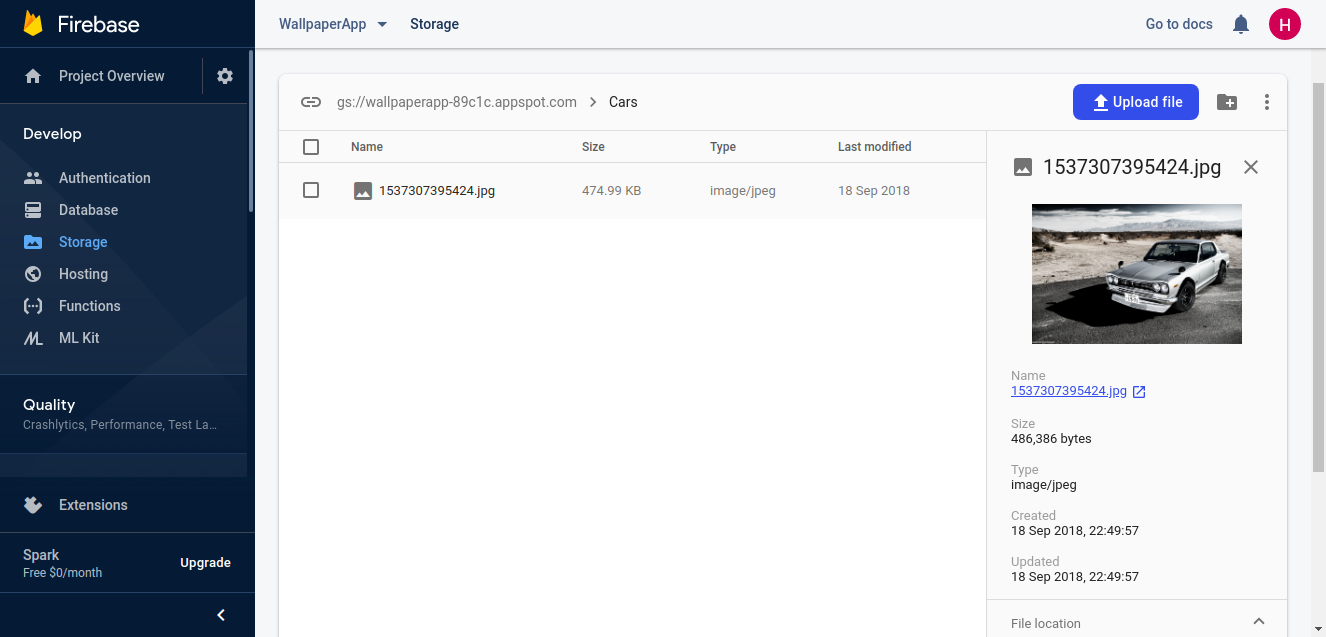 Firebase
WallpaperApp
Storage
Go to docs
H
Project Overview
Develop
Authentication
Database
Storage
Hosting
Functions
ML Kit
Quality
Crashlytics, Performance, Test La...
Extensions
Spark
Free $0/month
Upgrade
gs://wallpaperapp-89c1c.appspot.com
Cars
Upload file
Name
Size
Type
Last modified
1537307395424.jpg
474.99 KB
image/jpeg
18 Sep 2018
1537307395424.jpg
Name
1537307395424.jpg
Size
486,386 bytes
Type
image/jpeg
Created
18 Sep 2018, 22:49:57
Updated
18 Sep 2018, 22:49:57
File location